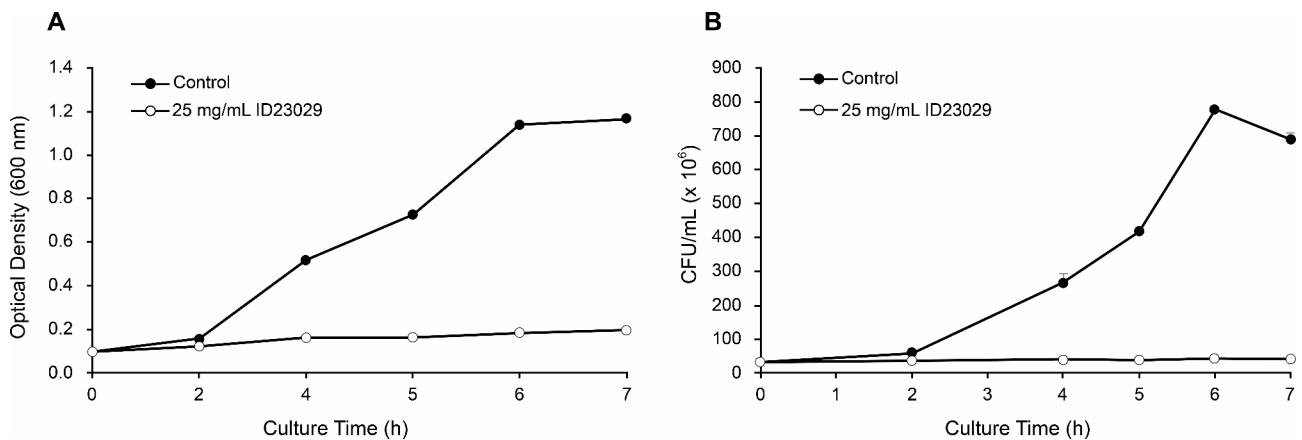 A
Optical Density (600 nm)
1.4
1.2
1.0
0.8
0.6
0.4
0.2
0.0
Control
25 mg/mL ID23029
0 2 4 5 6 7
Culture Time (h)
B
CFU/mL (x 10⁶)
900
800
700
600
500
400
300
200
100
0
Control
25 mg/mL ID23029
0 1 2 3 4 5 6 7
Culture Time (h)